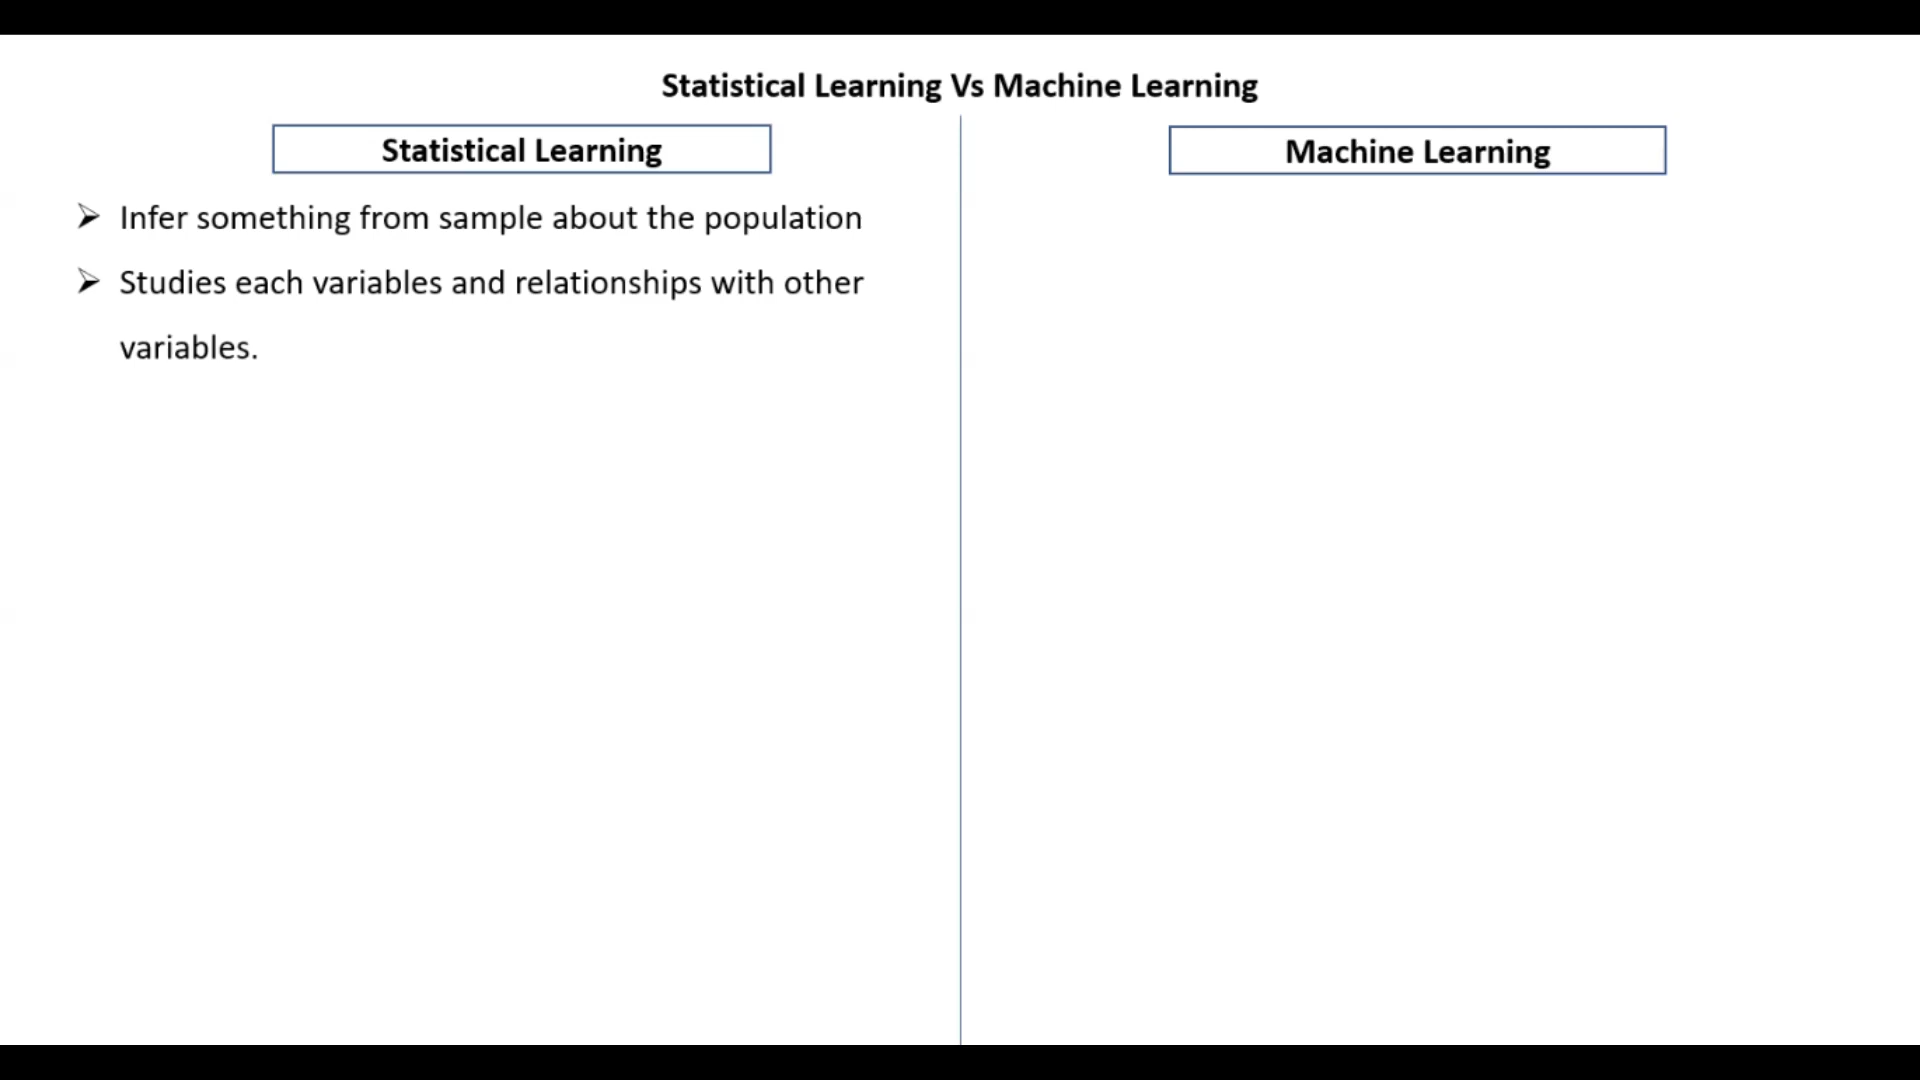 Statistical Learning Vs Machine Learning
Statistical Learning
Infer something from sample about the population
Studies each variables and relationships with other
variables.
Machine Learning